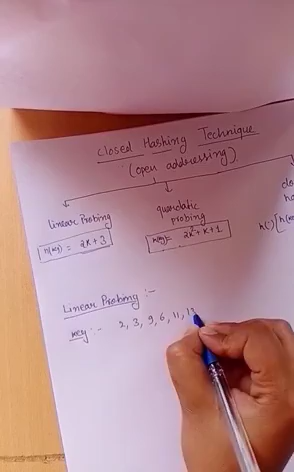 Closed Hashing Technique
(open addressing)
linear Probing
h(key) = 2K+3
quadratic
probing
h(key) = 2K²+K+1
Linear Probing :-
key :- 2, 3, 9, 6, 11, 13